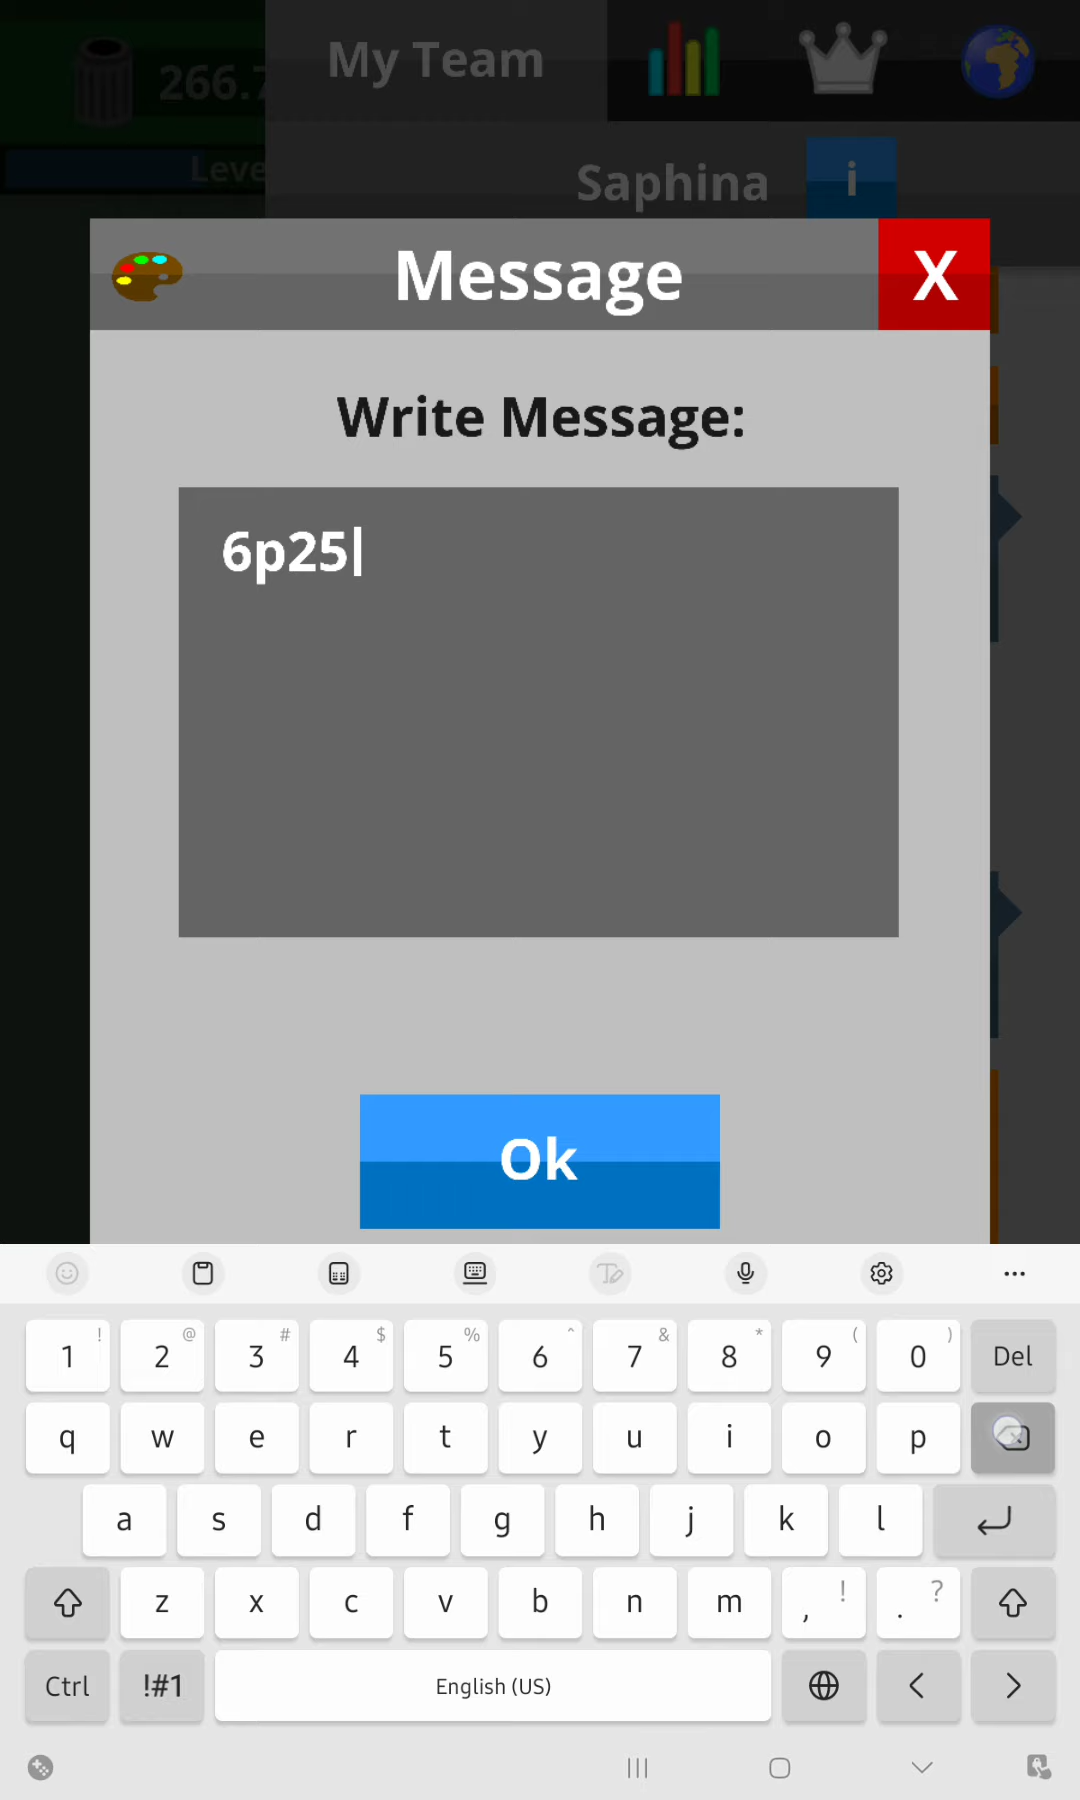 266.7
My Team
Leve
Saphina
i
Message
X
Write Message:
6p25
Ok
! @ # $ % ^ & * ( )
1 2 3 4 5 6 7 8 9 0 Del
q w e r t y u i o p
a s d f g h j k l
z x c v b n m , ! . ?
Ctrl !#1 English (US) < >